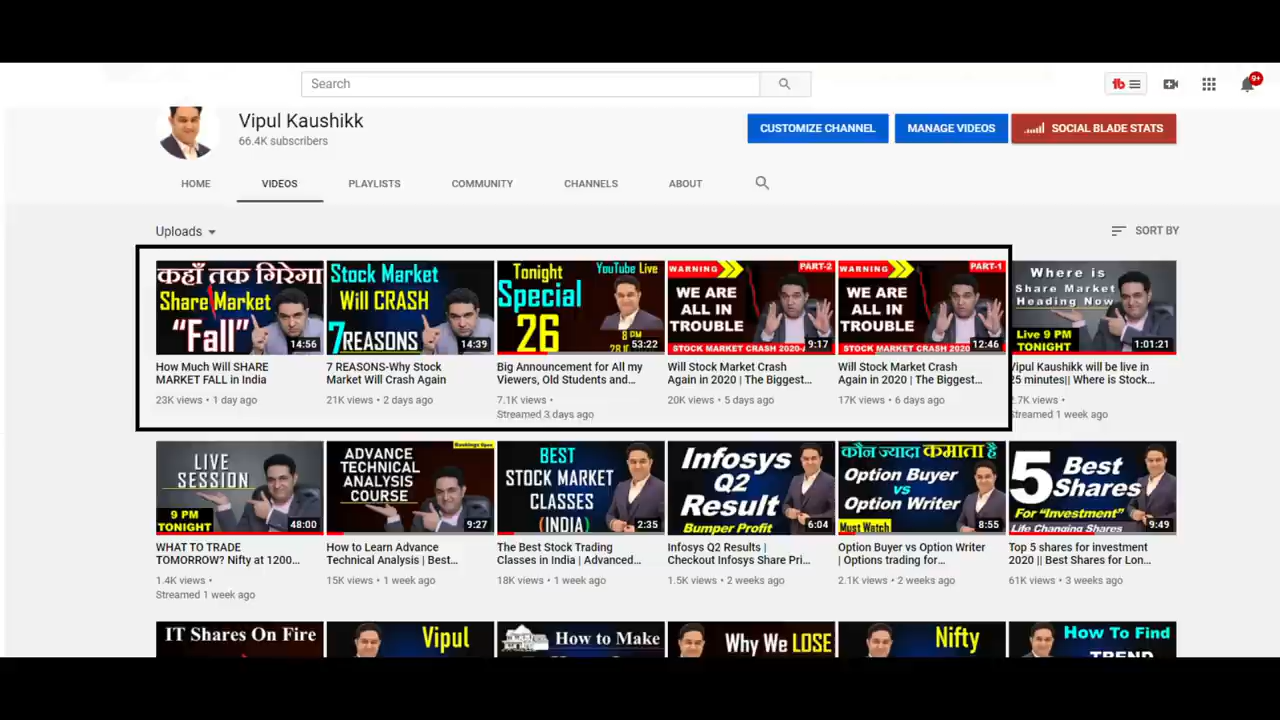 Search
9+
Vipul Kaushikk
66.4K subscribers
CUSTOMIZE CHANNEL
MANAGE VIDEOS
SOCIAL BLADE STATS
HOME
VIDEOS
PLAYLISTS
COMMUNITY
CHANNELS
ABOUT
Uploads
SORT BY
कहाँ तक गिरेगा
Share Market
"Fall"
14:56
How Much Will SHARE
MARKET FALL in India
23K views • 1 day ago
Stock Market
Will CRASH
7 REASONS
14:39
7 REASONS-Why Stock
Market Will Crash Again
21K views • 2 days ago
Tonight
YouTube Live
Special
26
8 PM
53:22
Big Announcement for All my
Viewers, Old Students and...
7.1K views •
Streamed 3 days ago
WARNING
PART-2
WE ARE
ALL IN
TROUBLE
STOCK MARKET CRASH 2020
9:17
Will Stock Market Crash
Again in 2020 | The Biggest...
20K views • 5 days ago
WARNING
PART-1
WE ARE
ALL IN
TROUBLE
STOCK MARKET CRASH 2020
12:46
Will Stock Market Crash
Again in 2020 | The Biggest...
17K views • 6 days ago
Where is
Share Market
Heading Now
Live 9 PM
TONIGHT
1:01:21
Vipul Kaushikk will be live in
25 minutes|| Where is Stock...
2.7K views •
Streamed 1 week ago
LIVE
SESSION
9 PM
TONIGHT
48:00
WHAT TO TRADE
TOMORROW? Nifty at 1200...
1.4K views •
Streamed 1 week ago
Bookings Open
ADVANCE
TECHNICAL
ANALYSIS
COURSE
9:27
How to Learn Advance
Technical Analysis | Best...
15K views • 1 week ago
BEST
STOCK MARKET
CLASSES
(INDIA)
2:35
The Best Stock Trading
Classes in India | Advanced...
18K views • 1 week ago
Infosys
Q2
Result
Bumper Profit
6:04
Infosys Q2 Results |
Checkout Infosys Share Pri...
1.5K views • 2 weeks ago
कौन ज्यादा कमाता है
Option Buyer
vs
Option Writer
Must Watch
8:55
Option Buyer vs Option Writer
| Options trading for...
2.1K views • 2 weeks ago
5 Best
Shares
For "Investment"
Life Changing Shares
9:49
Top 5 shares for investment
2020 || Best Shares for Lon...
61K views • 3 weeks ago
IT Shares On Fire
Vipul
How to Make
Why We LOSE
Nifty
How To Find
TREND